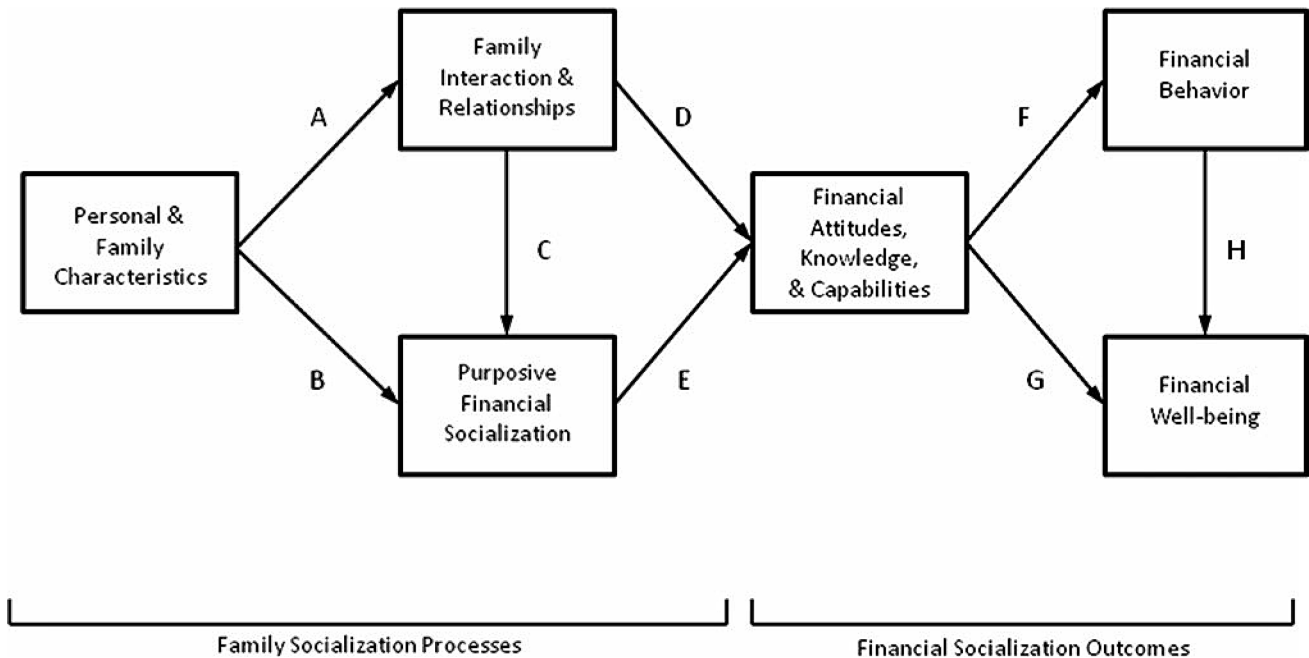 Family
Interaction &
Relationships
Financial
Behavior
A
D
F
Personal &
Family
Characteristics
C
Financial
Attitudes,
Knowledge,
& Capabilities
H
B
Purposive
Financial
Socialization
E
G
Financial
Well-being
Family Socialization Processes
Financial Socialization Outcomes